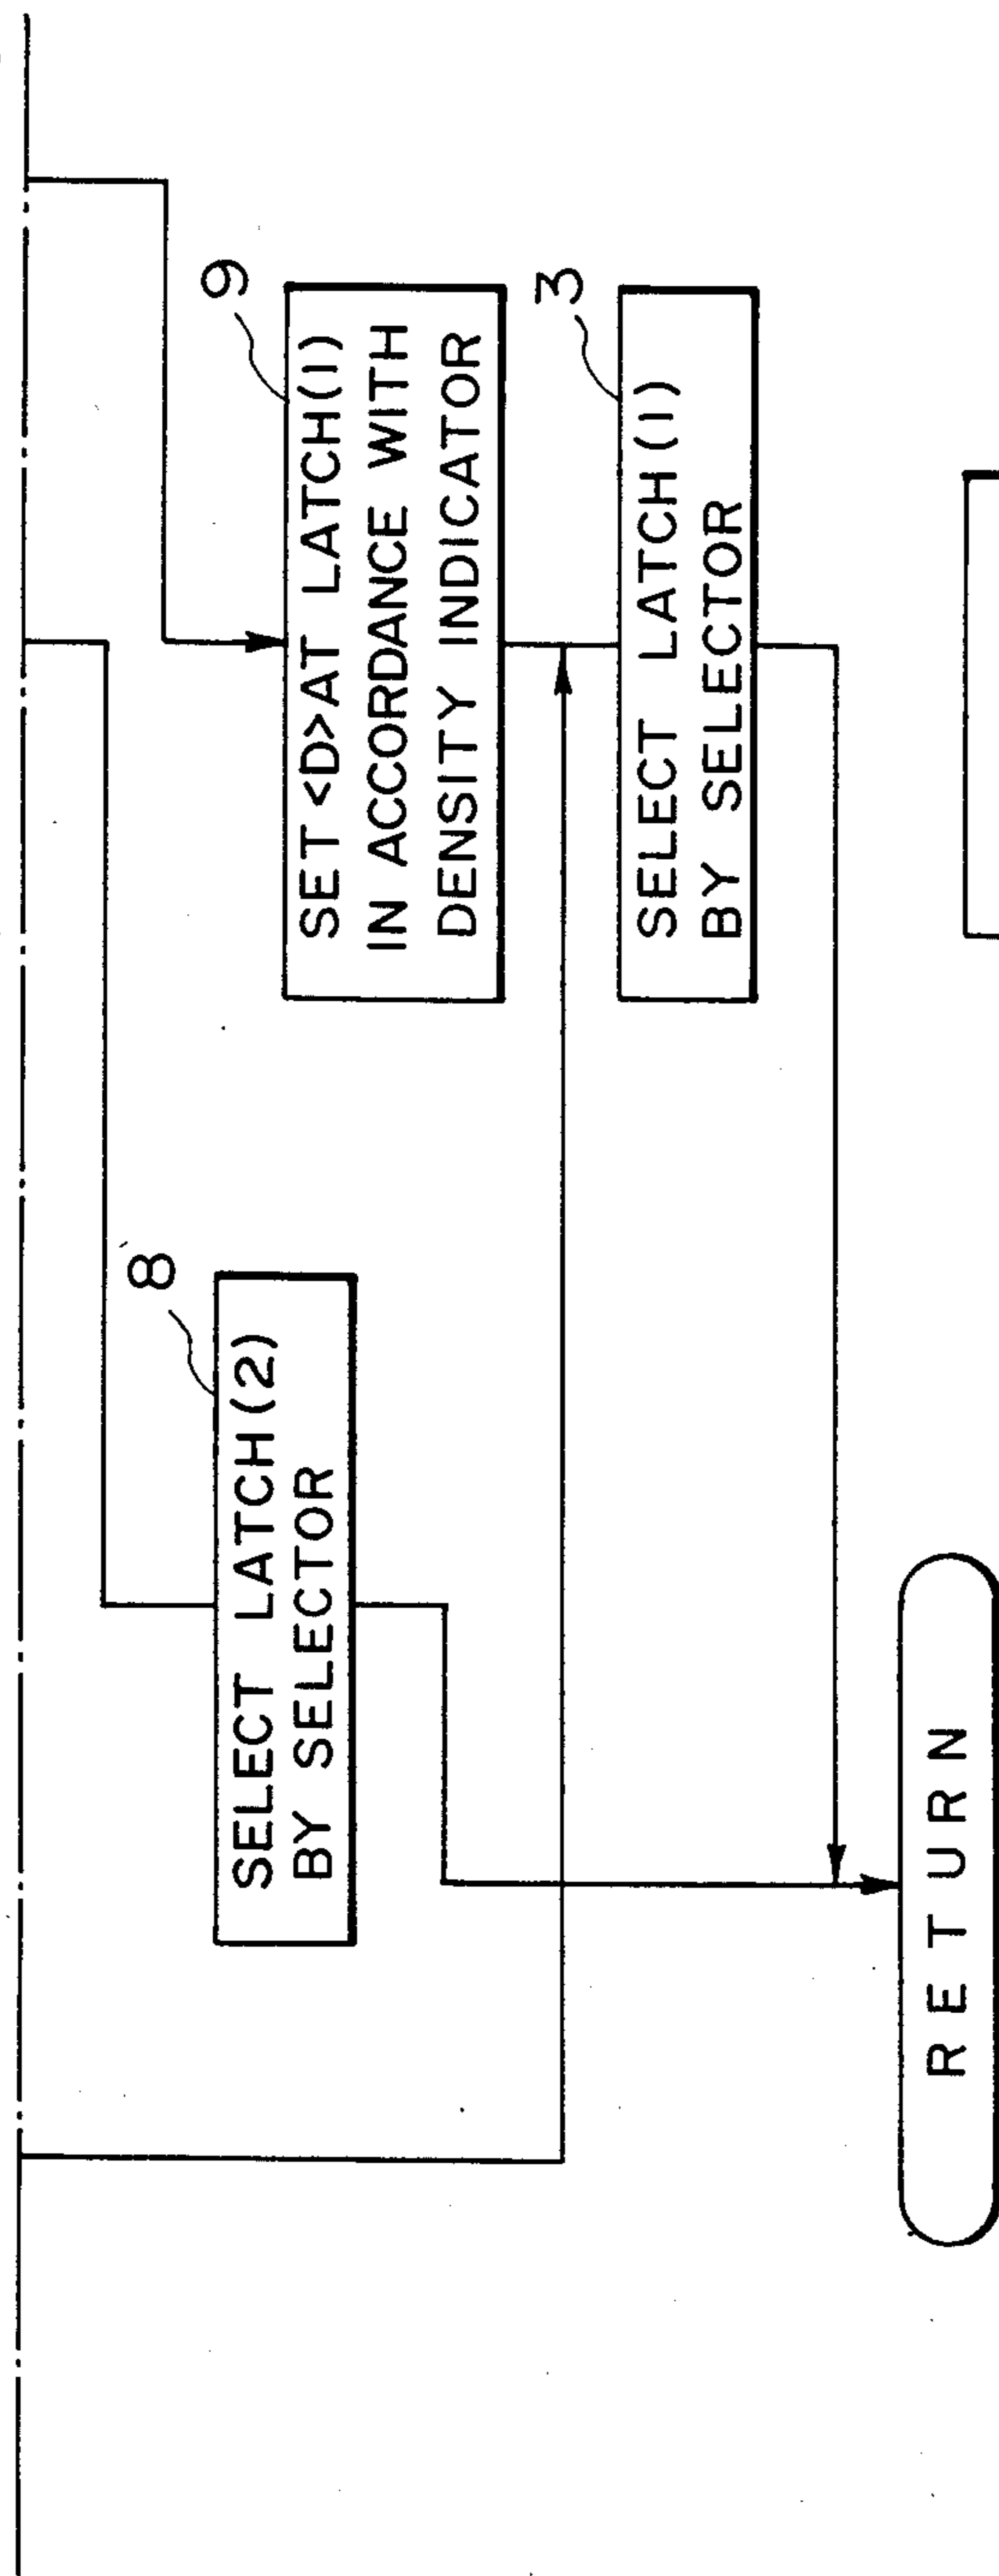 8
SELECT LATCH(2)
BY SELECTOR
9
SET <D>AT LATCH(1)
IN ACCORDANCE WITH
DENSITY INDICATOR
3
SELECT LATCH(1)
BY SELECTOR
RETURN